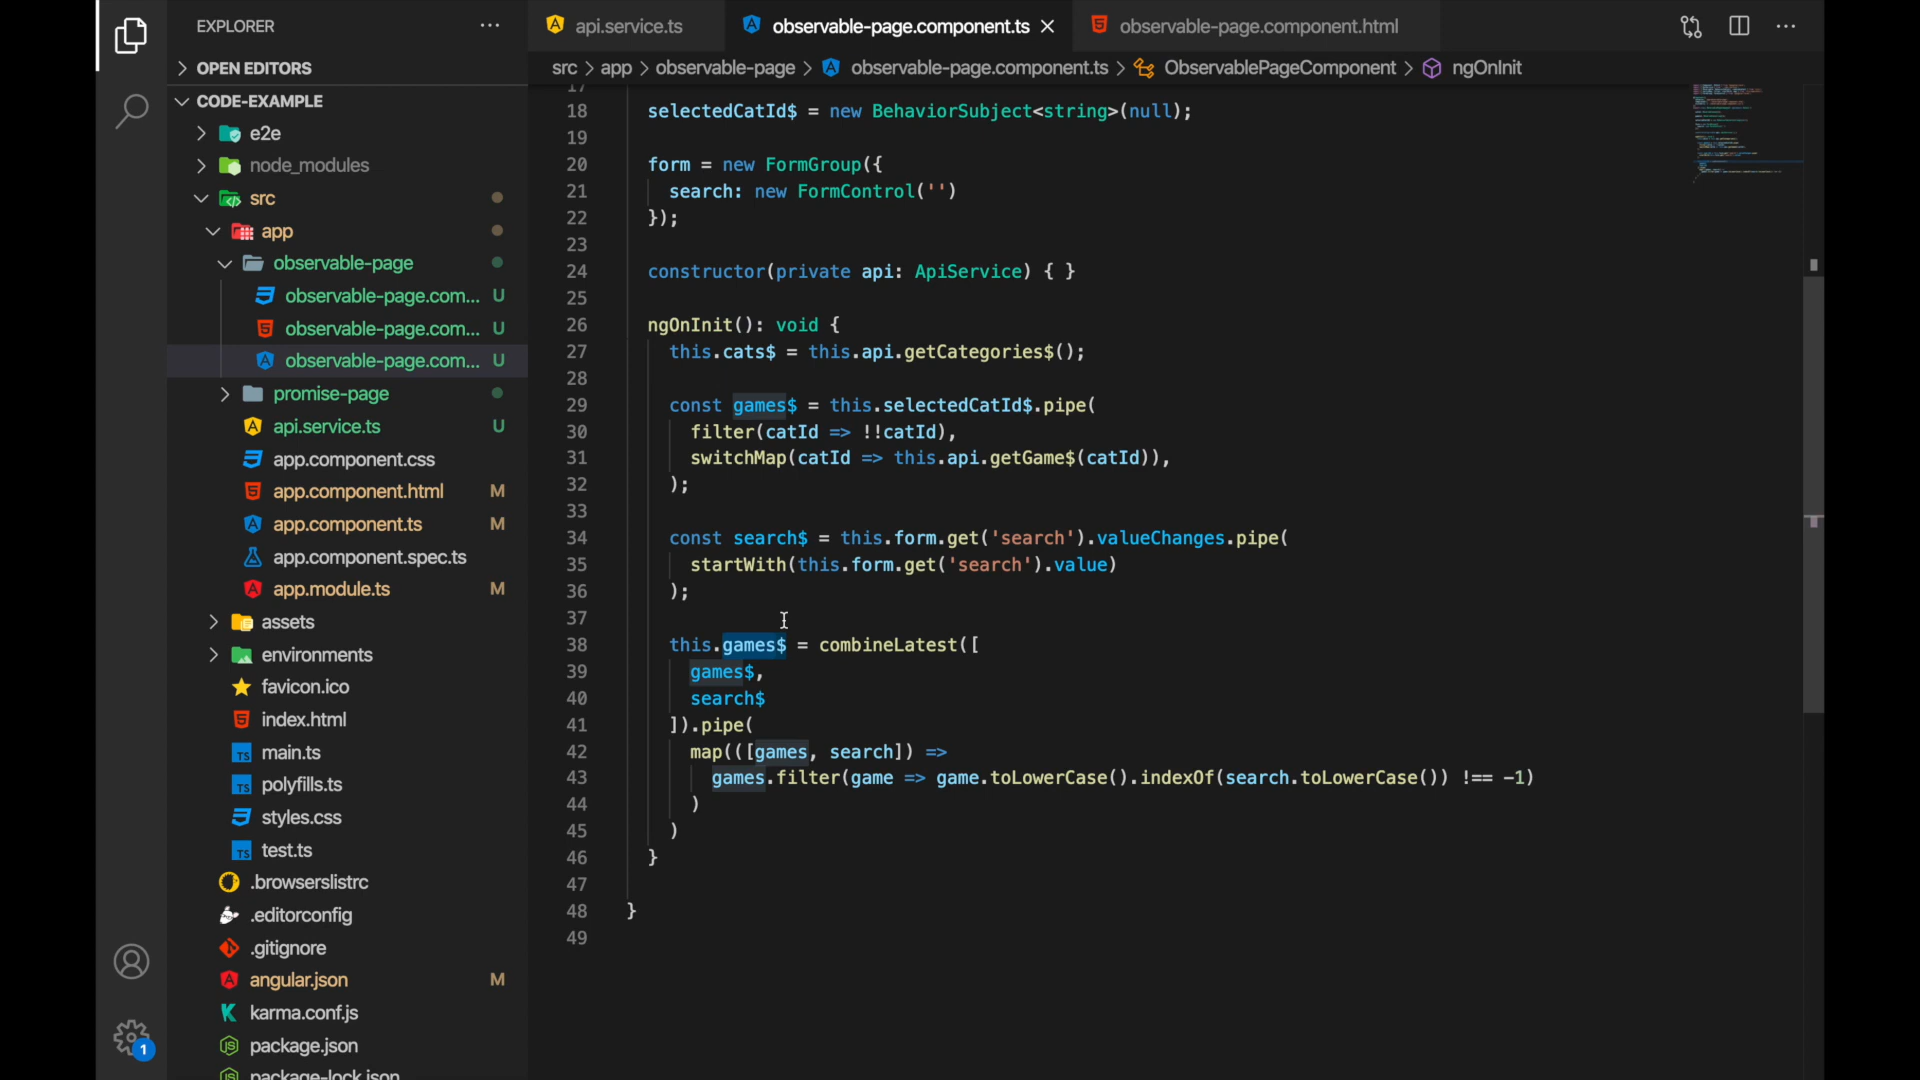 EXPLORER
OPEN EDITORS
CODE-EXAMPLE
e2e
node_modules
src
app
observable-page
observable-page.com... U
observable-page.com... U
observable-page.com... U
promise-page
api.service.ts U
app.component.css
app.component.html M
app.component.ts M
app.component.spec.ts
app.module.ts M
assets
environments
favicon.ico
index.html
main.ts
polyfills.ts
styles.css
test.ts
.browserslistrc
.editorconfig
.gitignore
angular.json M
karma.conf.js
package.json
package-lock.json
1
api.service.ts observable-page.component.ts observable-page.component.html
src > app > observable-page > observable-page.component.ts > ObservablePageComponent > ngOnInit
17
18 selectedCatId$ = new BehaviorSubject<string>(null);
19
20 form = new FormGroup({
21 search: new FormControl('')
22 });
23
24 constructor(private api: ApiService) { }
25
26 ngOnInit(): void {
27 this.cats$ = this.api.getCategories$();
28
29 const games$ = this.selectedCatId$.pipe(
30 filter(catId => !!catId),
31 switchMap(catId => this.api.getGame$(catId)),
32 );
33
34 const search$ = this.form.get('search').valueChanges.pipe(
35 startWith(this.form.get('search').value)
36 );
37
38 this.games$ = combineLatest([
39 games$,
40 search$
41 ]).pipe(
42 map(([games, search]) =>
43 games.filter(game => game.toLowerCase().indexOf(search.toLowerCase()) !== -1)
44 )
45 )
46 }
47
48 }
49